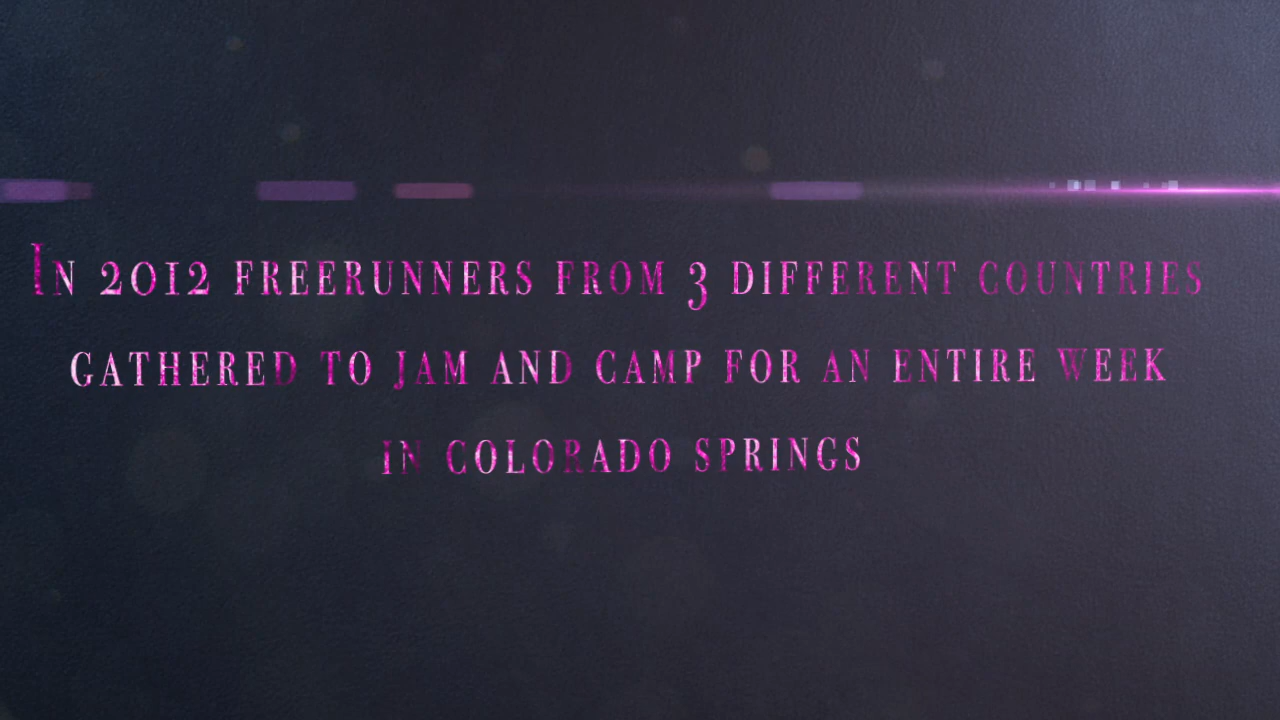 In 2012 freerunners from 3 different countries
gathered to jam and camp for an entire week
in Colorado Springs